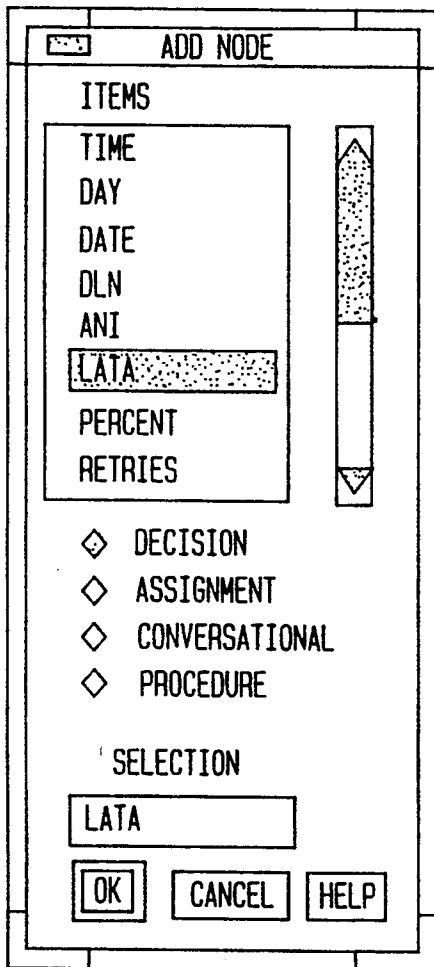 ADD NODE
ITEMS
TIME
DAY
DATE
DLN
ANI
LATA
PERCENT
RETRIES
DECISION
ASSIGNMENT
CONVERSATIONAL
PROCEDURE
SELECTION
LATA
OK CANCEL HELP